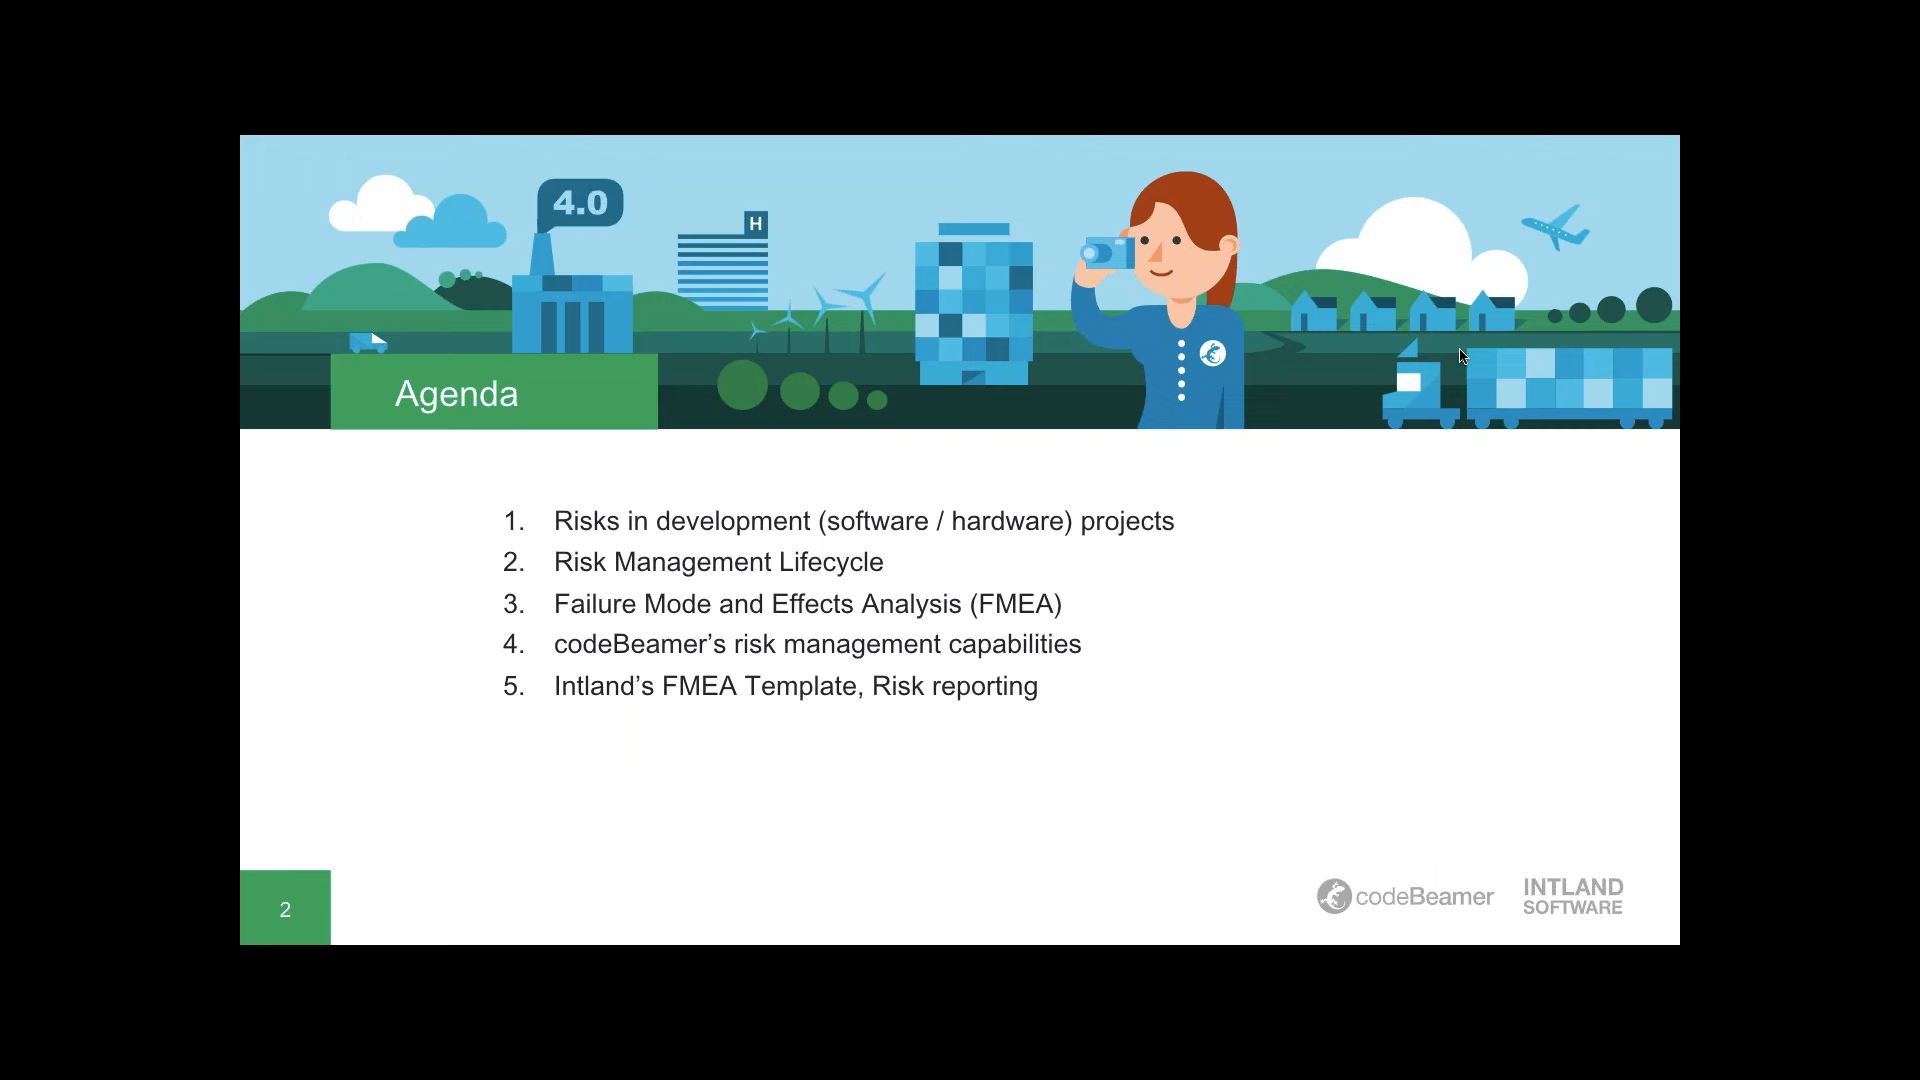 4.0
H
Agenda
1. Risks in development (software / hardware) projects
2. Risk Management Lifecycle
3. Failure Mode and Effects Analysis (FMEA)
4. codeBeamer’s risk management capabilities
5. Intland’s FMEA Template, Risk reporting
2
codeBeamer
INTLAND
SOFTWARE